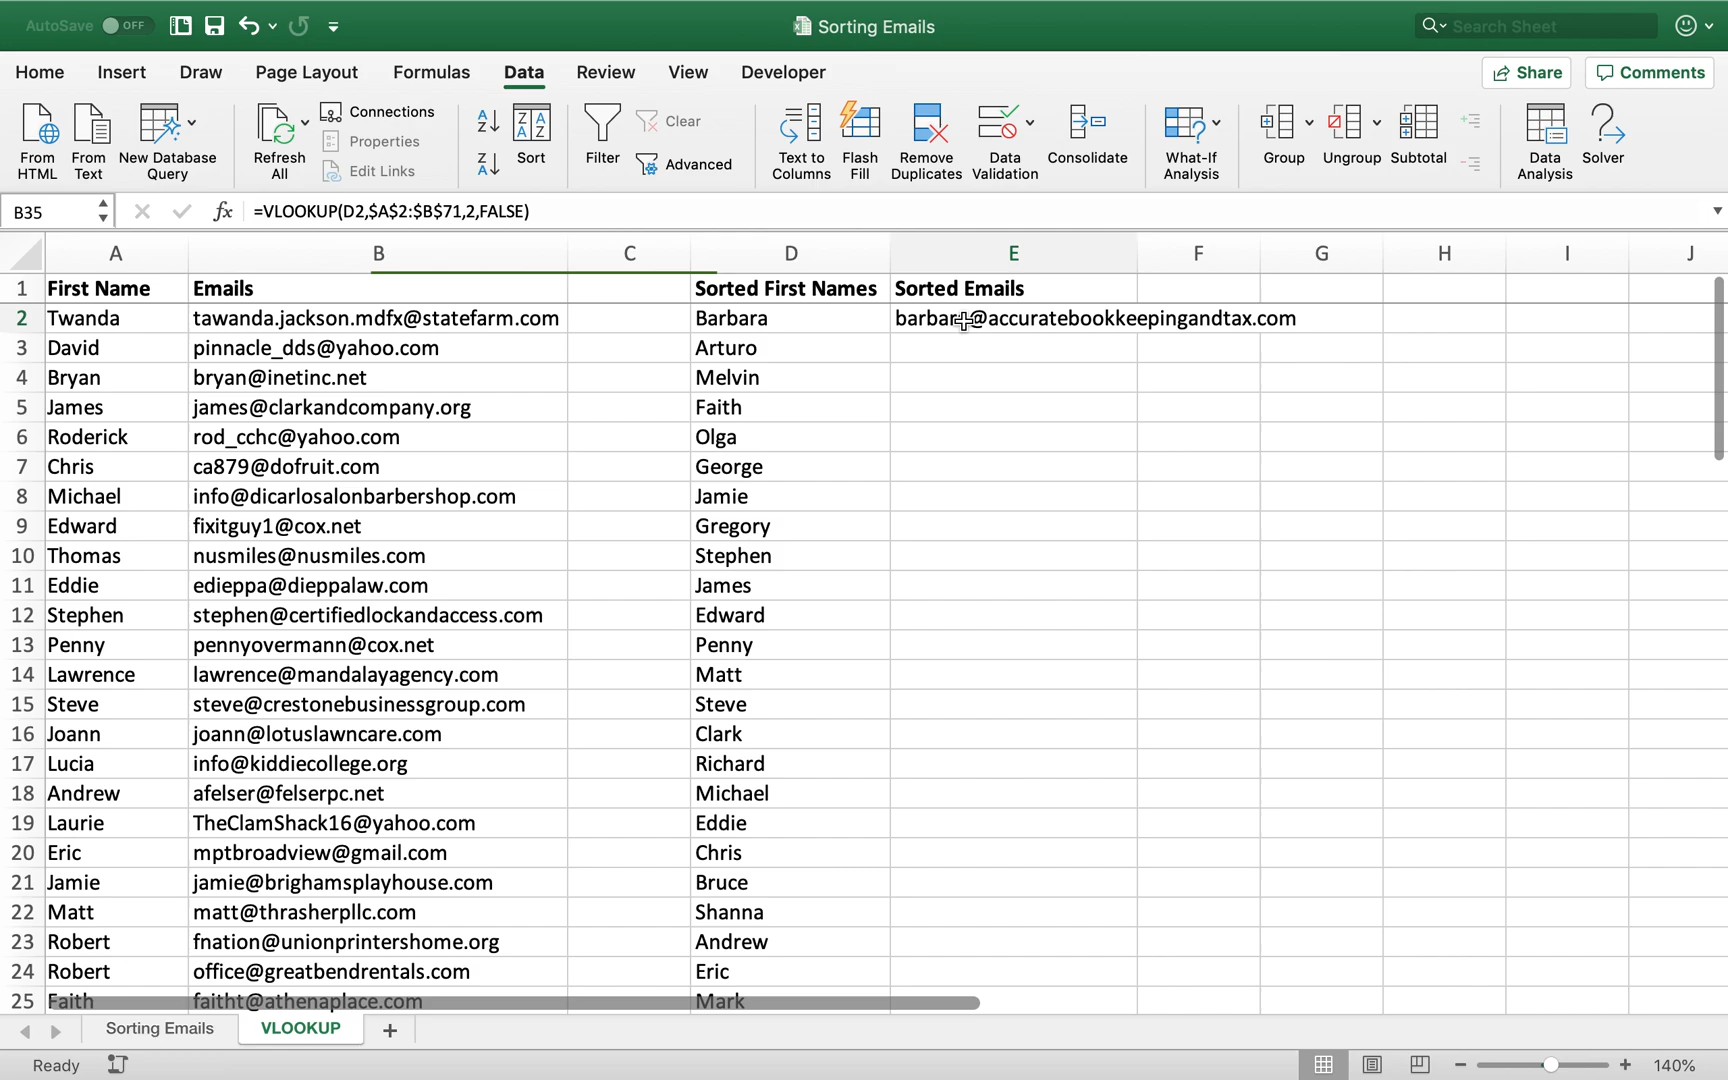 AutoSave OFF
Sorting Emails
Search Sheet
Home Insert Draw Page Layout Formulas Data Review View Developer
Share Comments
From HTML
From Text
New Database Query
Refresh All
Connections
Properties
Edit Links
Sort
Filter
Clear
Advanced
Text to Columns
Flash Fill
Remove Duplicates
Data Validation
Consolidate
What-If Analysis
Group
Ungroup
Subtotal
Data Analysis
Solver
B35 fx =VLOOKUP(D2,$A$2:$B$71,2,FALSE)
A B C D E F G H I J
1 First Name Emails Sorted First Names Sorted Emails
2 Twanda tawanda.jackson.mdfx@statefarm.com Barbara barbara@accuratebookkeepingandtax.com
3 David pinnacle_dds@yahoo.com Arturo
4 Bryan bryan@inetinc.net Melvin
5 James james@clarkandcompany.org Faith
6 Roderick rod_cchc@yahoo.com Olga
7 Chris ca879@dofruit.com George
8 Michael info@dicarlosalonbarbershop.com Jamie
9 Edward fixitguy1@cox.net Gregory
10 Thomas nusmiles@nusmiles.com Stephen
11 Eddie edieppa@dieppalaw.com James
12 Stephen stephen@certifiedlockandaccess.com Edward
13 Penny pennyovermann@cox.net Penny
14 Lawrence lawrence@mandalayagency.com Matt
15 Steve steve@crestonebusinessgroup.com Steve
16 Joann joann@lotuslawncare.com Clark
17 Lucia info@kiddiecollege.org Richard
18 Andrew afelser@felserpc.net Michael
19 Laurie TheClamShack16@yahoo.com Eddie
20 Eric mptbroadview@gmail.com Chris
21 Jamie jamie@brighamsplayhouse.com Bruce
22 Matt matt@thrasherpllc.com Shanna
23 Robert fnation@unionprintershome.org Andrew
24 Robert office@greatbendrentals.com Eric
25 Faith faitht@athenaplace.com Mark
Sorting Emails VLOOKUP
Ready
140%